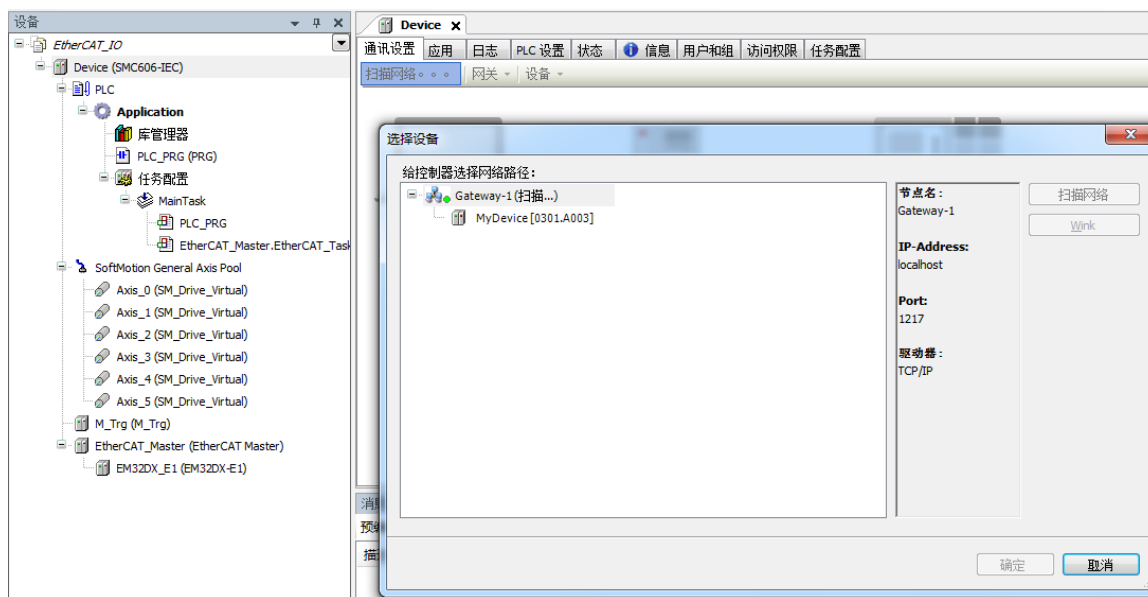 设备
EtherCAT_IO
Device (SMC606-IEC)
PLC
Application
库管理器
PLC_PRG (PRG)
任务配置
MainTask
PLC_PRG
EtherCAT_Master.EtherCAT_Task
SoftMotion General Axis Pool
Axis_0 (SM_Drive_Virtual)
Axis_1 (SM_Drive_Virtual)
Axis_2 (SM_Drive_Virtual)
Axis_3 (SM_Drive_Virtual)
Axis_4 (SM_Drive_Virtual)
Axis_5 (SM_Drive_Virtual)
M_Trg (M_Trg)
EtherCAT_Master (EtherCAT Master)
EM32DX_E1 (EM32DX-E1)
Device
通讯设置 应用 日志 PLC 设置 状态 信息 用户和组 访问权限 任务配置
扫描网络。。。 网关 设备
选择设备
给控制器选择网络路径:
Gateway-1 (扫描...)
MyDevice [0301.A003]
节点名:
Gateway-1
IP-Address:
localhost
Port:
1217
驱动器:
TCP/IP
扫描网络
Wink
确定 取消